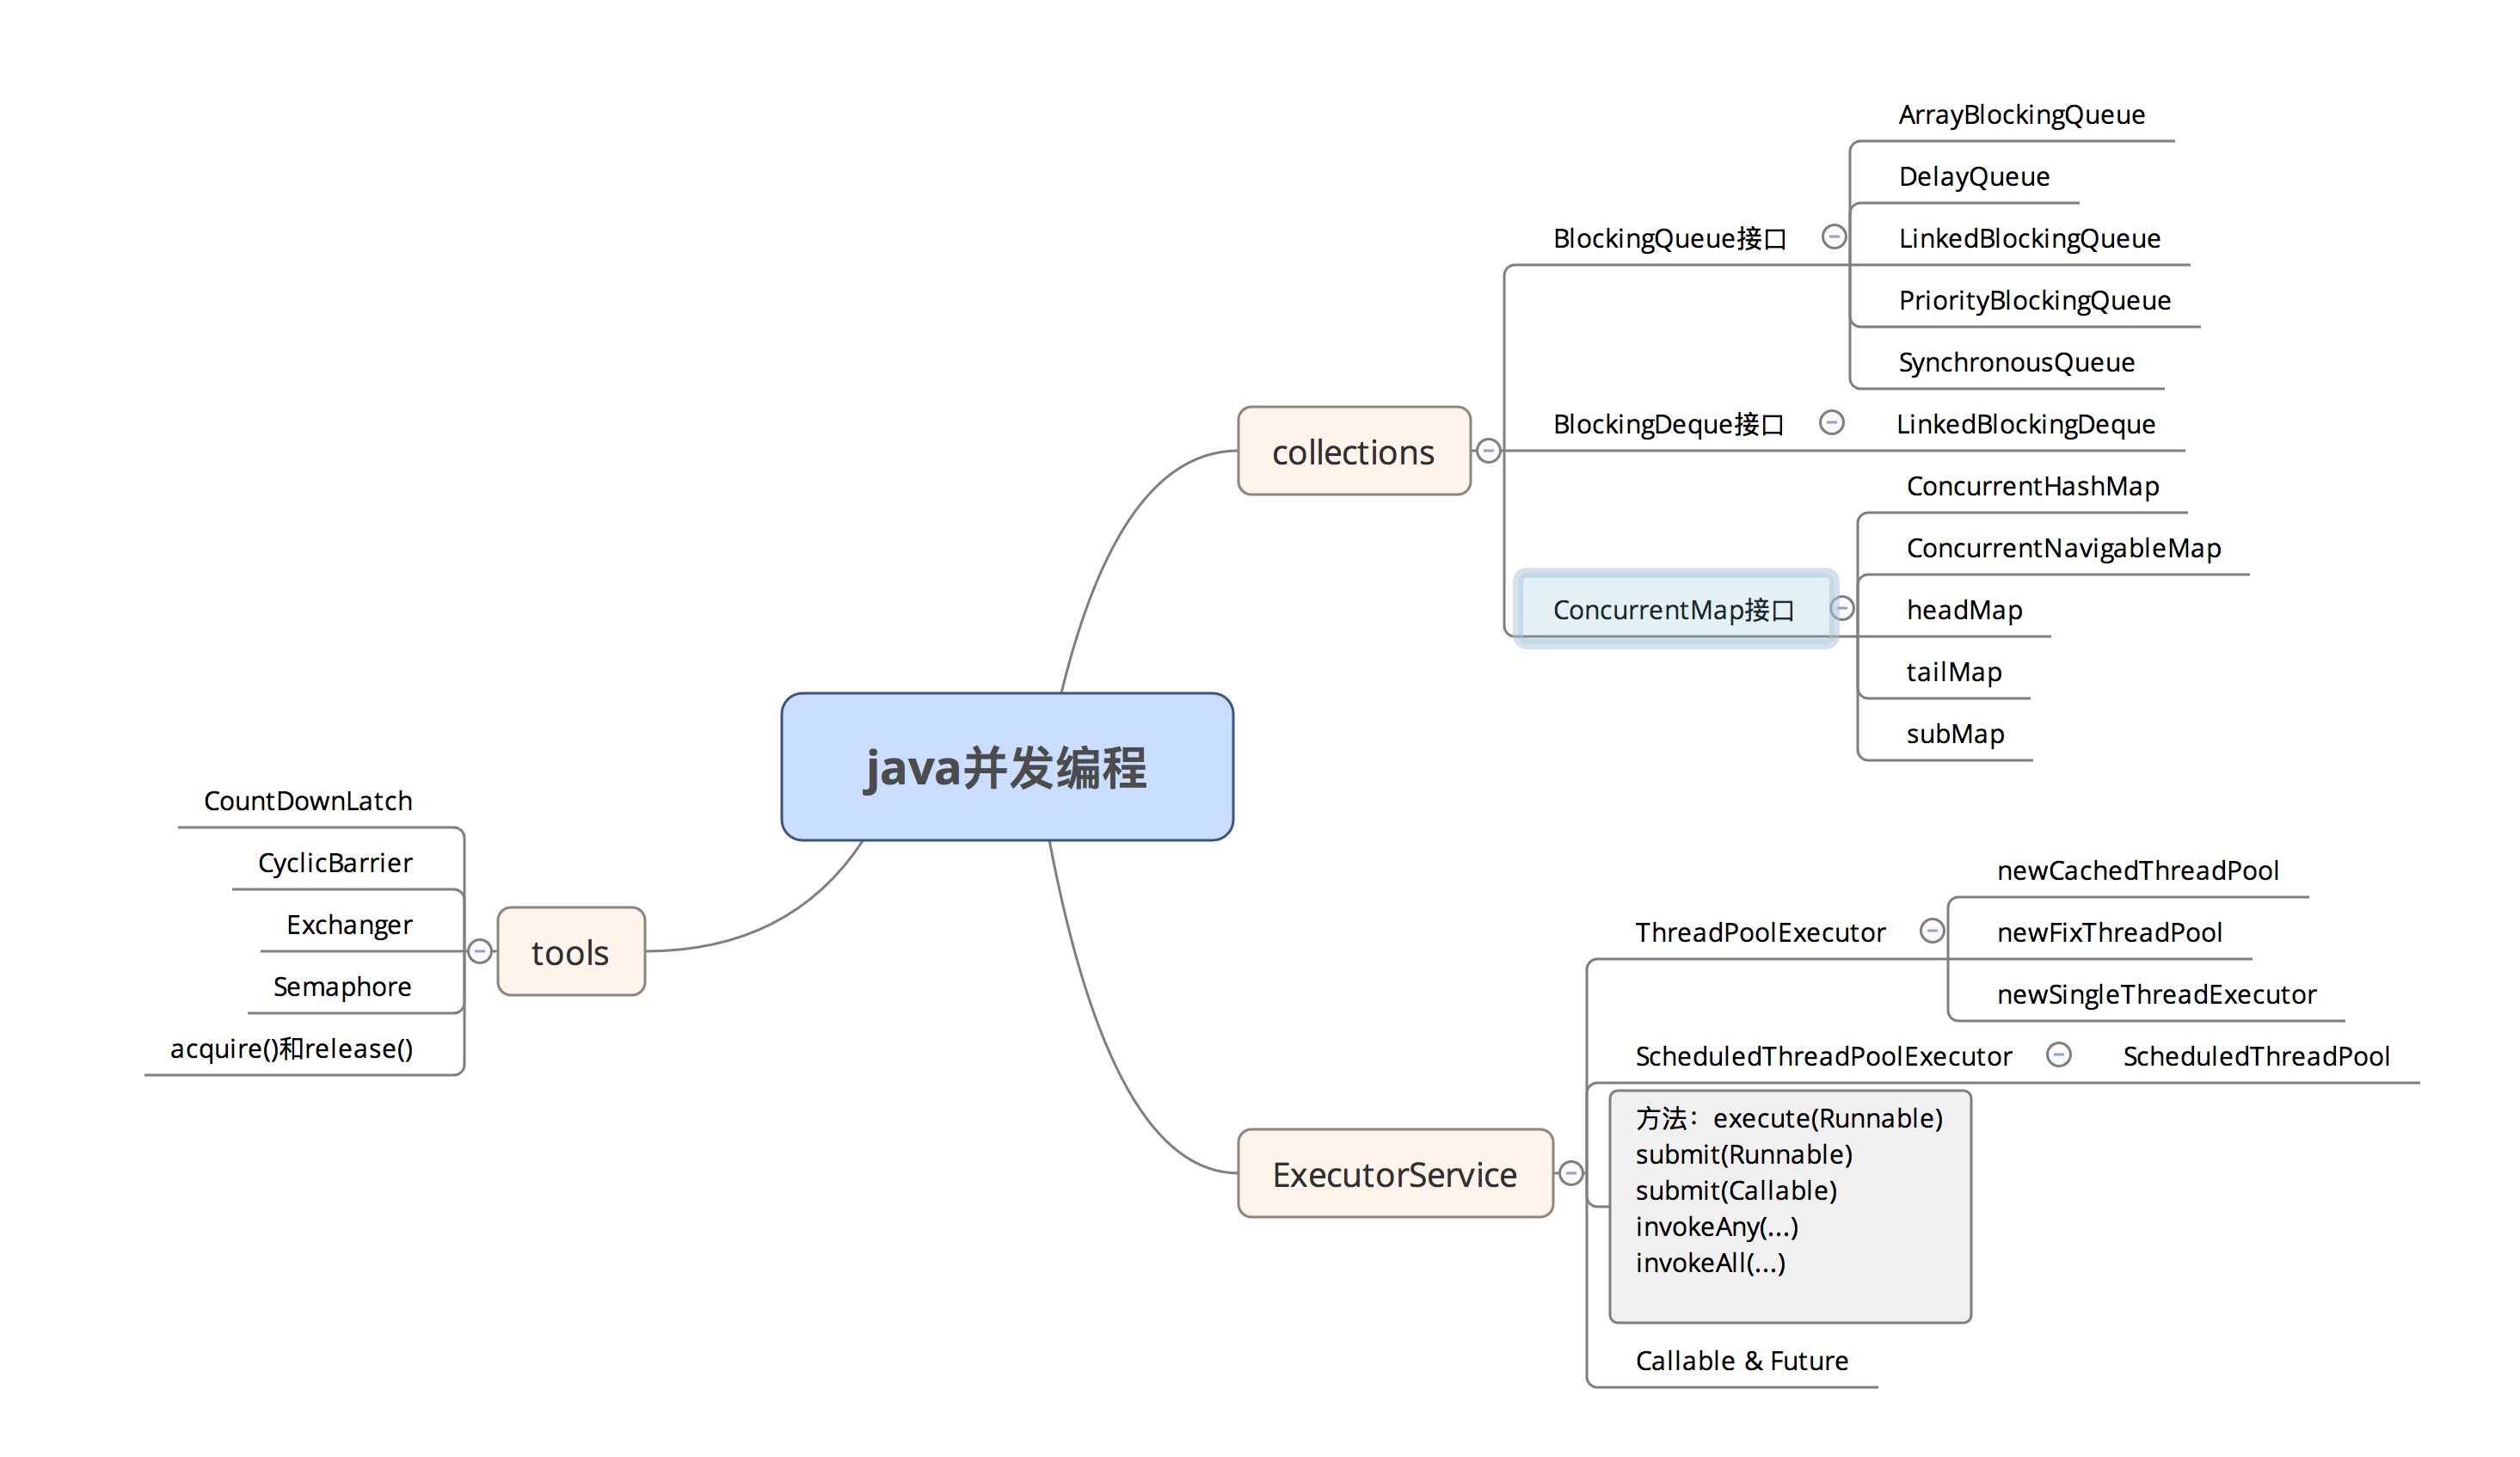 java并发编程
collections
BlockingQueue接口
ArrayBlockingQueue
DelayQueue
LinkedBlockingQueue
PriorityBlockingQueue
SynchronousQueue
BlockingDeque接口
LinkedBlockingDeque
ConcurrentMap接口
ConcurrentHashMap
ConcurrentNavigableMap
headMap
tailMap
subMap
ExecutorService
ThreadPoolExecutor
newCachedThreadPool
newFixThreadPool
newSingleThreadExecutor
ScheduledThreadPoolExecutor
ScheduledThreadPool
方法：execute(Runnable)
submit(Runnable)
submit(Callable)
invokeAny(...)
invokeAll(...)
Callable & Future
tools
CountDownLatch
CyclicBarrier
Exchanger
Semaphore
acquire()和release()